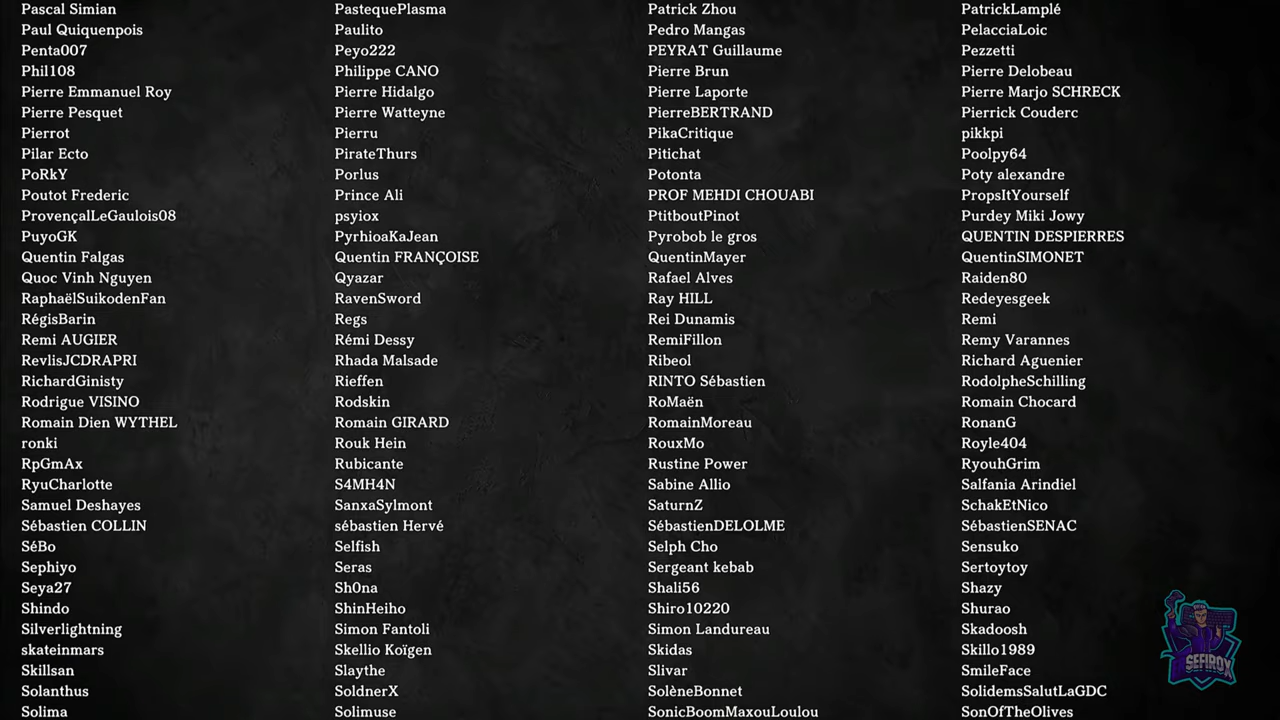 Pascal Simian PastequePlasma Patrick Zhou PatrickLamplé
Paul Quiquenpois Paulito Pedro Mangas PelacciaLoic
Penta007 Peyo222 PEYRAT Guillaume Pezzetti
Phil108 Philippe CANO Pierre Brun Pierre Delobeau
Pierre Emmanuel Roy Pierre Hidalgo Pierre Laporte Pierre Marjo SCHRECK
Pierre Pesquet Pierre Watteyne PierreBERTRAND Pierrick Couderc
Pierrot Pierru PikaCritique pikkpi
Pilar Ecto PirateThurs Pitichat Poolpy64
PoRkY Porlus Potonta Poty alexandre
Poutot Frederic Prince Ali PROF MEHDI CHOUABI PropsItYourself
ProvençalLeGaulois08 psyiox PtitboutPinot Purdey Miki Jowy
PuyoGK PyrhioaKaJean Pyrobob le gros QUENTIN DESPIERRES
Quentin Falgas Quentin FRANÇOISE QuentinMayer QuentinSIMONET
Quoc Vinh Nguyen Qyazar Rafael Alves Raiden80
RaphaëlSuikodenFan RavenSword Ray HILL Redeyesgeek
RégisBarin Regs Rei Dunamis Remi
Remi AUGIER Rémi Dessy RemiFillon Remy Varannes
RevlisJCDRAPRI Rhada Malsade Ribeol Richard Aguenier
RichardGinisty Rieffen RINTO Sébastien RodolpheSchilling
Rodrigue VISINO Rodskin RoMaën Romain Chocard
Romain Dien WYTHEL Romain GIRARD RomainMoreau RonanG
ronki Rouk Hein RouxMo Royle404
RpGmAx Rubicante Rustine Power RyouhGrim
RyuCharlotte S4MH4N Sabine Allio Salfania Arindiel
Samuel Deshayes SanxaSylmont SaturnZ SchakEtNico
Sébastien COLLIN sébastien Hervé SébastienDELOLME SébastienSENAC
SéBo Selfish Selph Cho Sensuko
Sephiyo Seras Sergeant kebab Sertoytoy
Seya27 Sh0na Shali56 Shazy
Shindo ShinHeiho Shiro10220 Shurao
Silverlightning Simon Fantoli Simon Landureau Skadoosh
skateinmars Skellio Koïgen Skidas Skillo1989
Skillsan Slaythe Slivar SmileFace
Solanthus SoldnerX SolèneBonnet SolidemsSalutLaGDC
Solima Solimuse SonicBoomMaxouLoulou SonOfTheOlives
SEFIROX